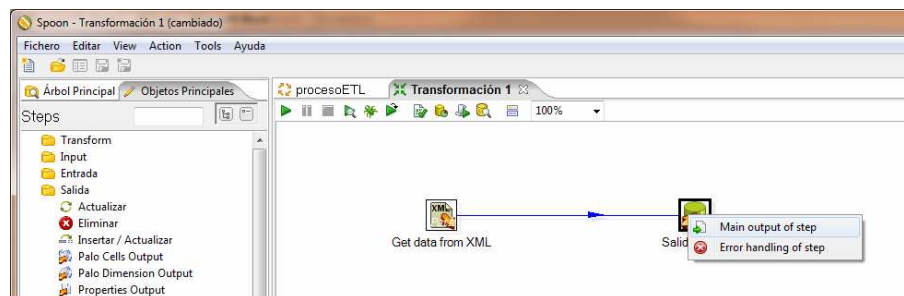 Spoon - Transformación 1 (cambiado)
Fichero Editar View Action Tools Ayuda
Árbol Principal Objetos Principales
procesoETL Transformación 1
Steps
100%
Transform
Input
Entrada
Salida
Actualizar
Eliminar
Insertar / Actualizar
Palo Cells Output
Palo Dimension Output
Properties Output
XML
Get data from XML
Salid
Main output of step
Error handling of step